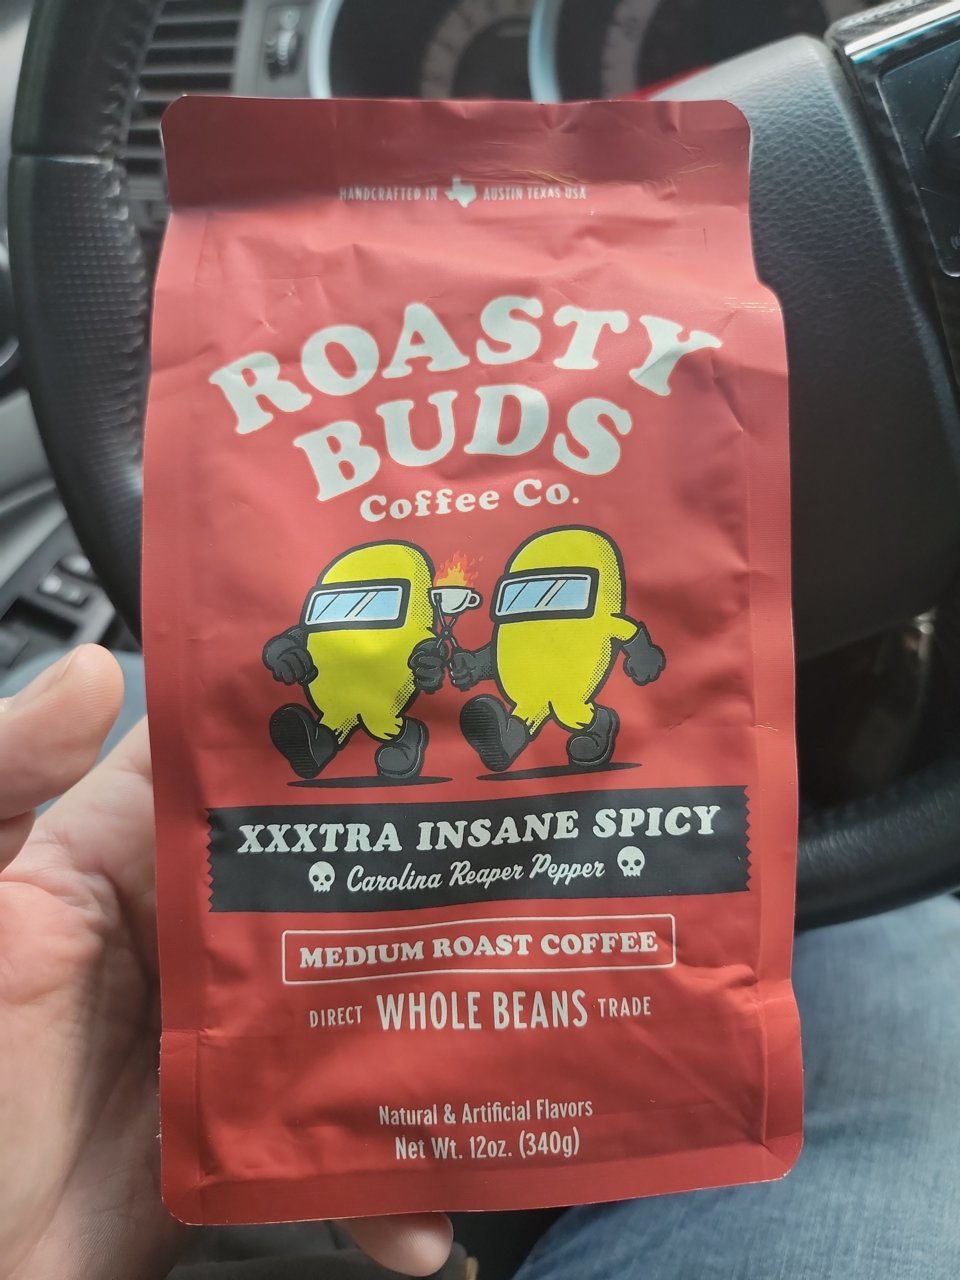 HANDCRAFTED IN AUSTIN TEXAS USA
ROASTY
BUDS
Coffee Co.
XXXTRA INSANE SPICY
Carolina Reaper Pepper
MEDIUM ROAST COFFEE
DIRECT WHOLE BEANS TRADE
Natural & Artificial Flavors
Net Wt. 12oz. (340g)